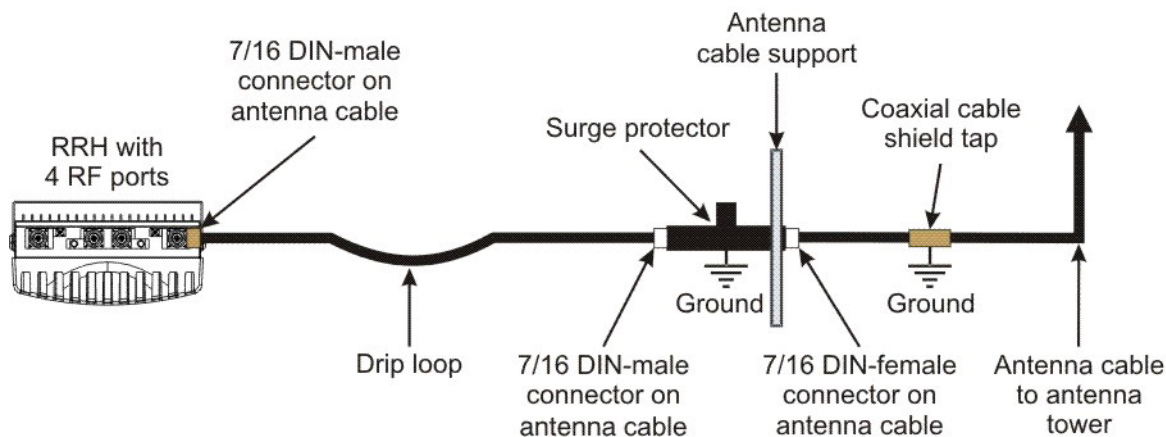 7/16 DIN-male
connector on
antenna cable
RRH with
4 RF ports
Antenna
cable support
Surge protector
Coaxial cable
shield tap
Ground
Ground
Drip loop
7/16 DIN-male
connector on
antenna cable
7/16 DIN-female
connector on
antenna cable
Antenna cable
to antenna
tower